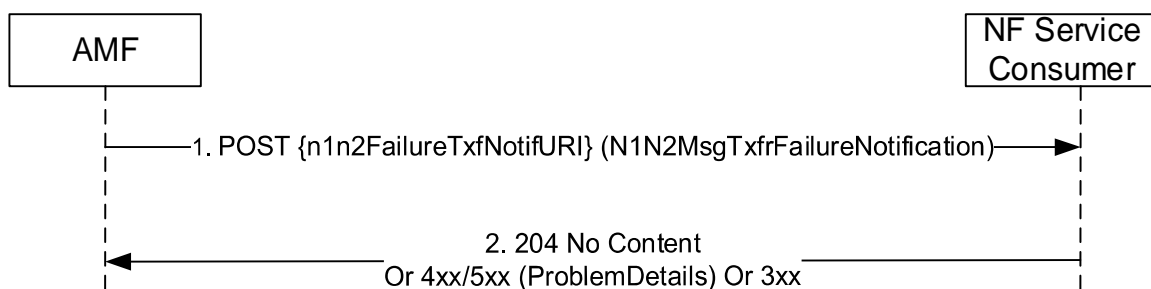 AMF
NF Service
Consumer
1. POST {n1n2FailureTxfNotifURI} (N1N2MsgTxfrFailureNotification)
2. 204 No Content
Or 4xx/5xx (ProblemDetails) Or 3xx